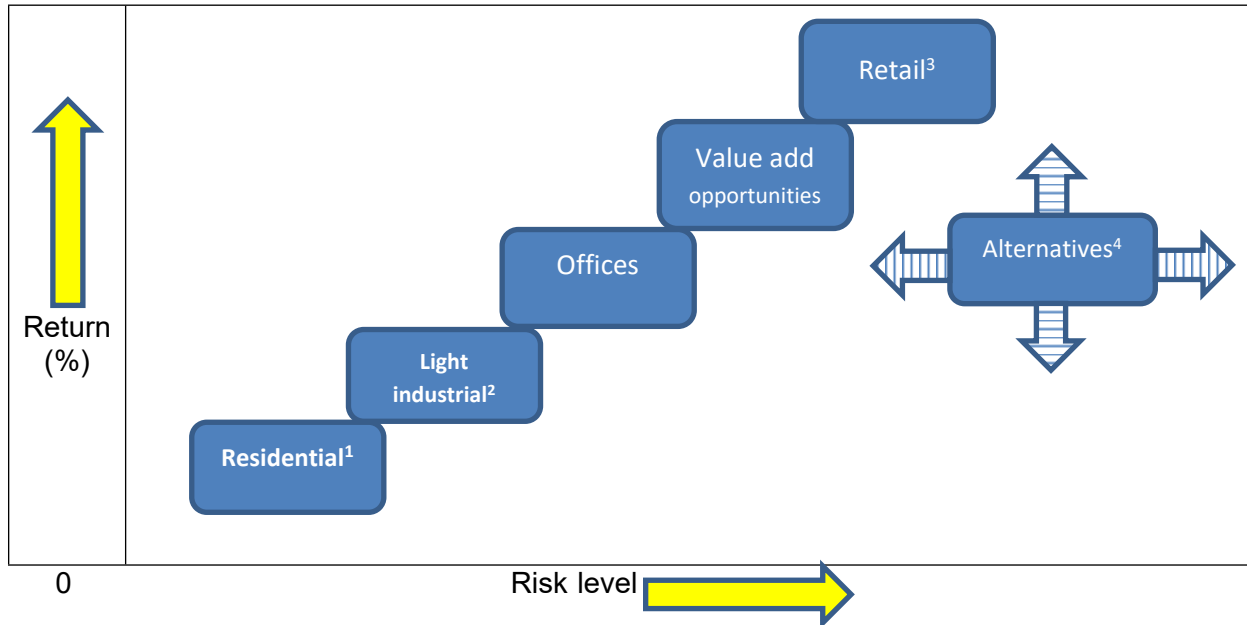 Retail³
Value add
opportunities
Alternatives⁴
Offices
Return
(%)
Light
industrial²
Residential¹
0
Risk level